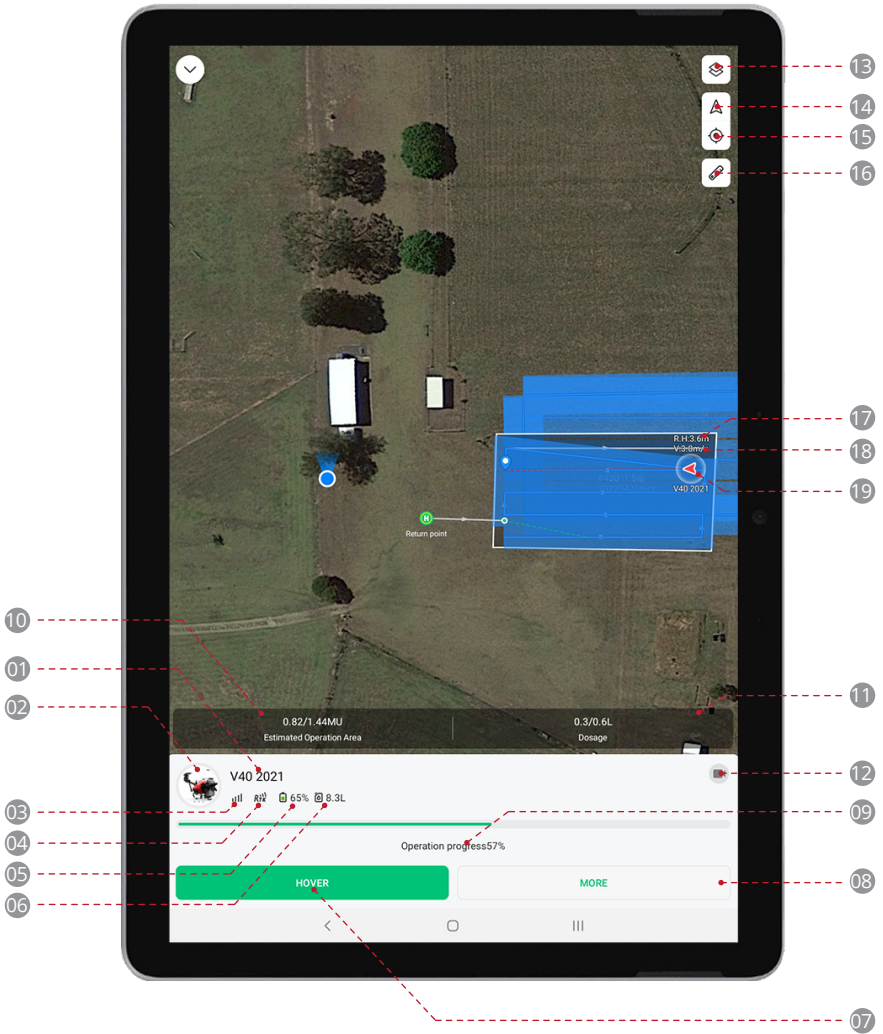 13
14
15
16
17
R.H:3.6m
18
19
V40 2021
H
Return point
10
01
02
11
0.82/1.44MU
0.3/0.6L
Estimated Operation Area
Dosage
12
V40 2021
03
RTK
65%
8.3L
09
04
Operation progress57%
05
HOVER
MORE
08
06
07